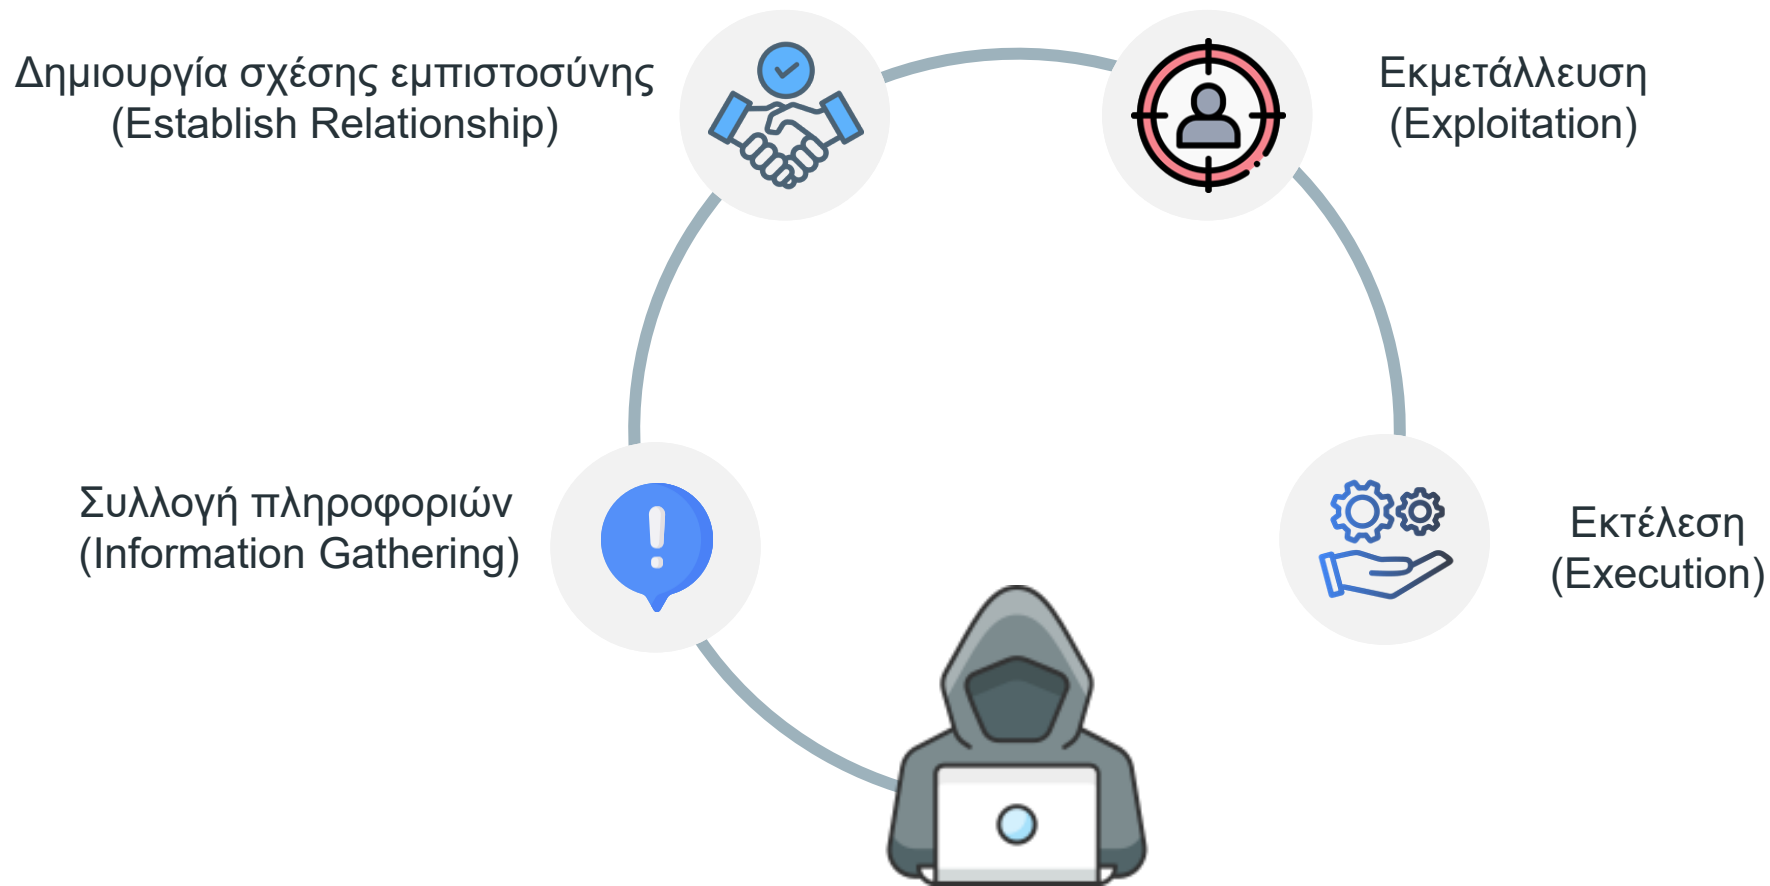 Δημιουργία σχέσης εμπιστοσύνης
(Establish Relationship)
Εκμετάλλευση
(Exploitation)
Συλλογή πληροφοριών
(Information Gathering)
Εκτέλεση
(Execution)